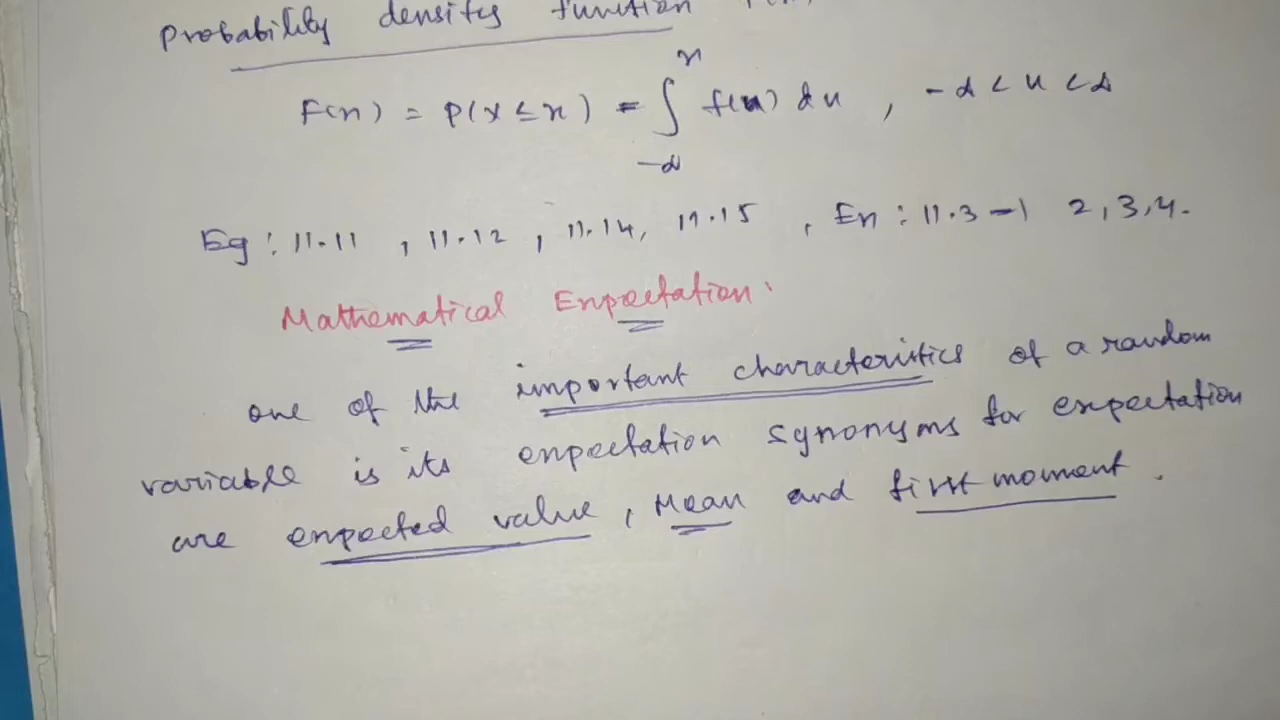 Probability density function
F(x) = P(X ≤ x) = ∫_{-∞}^{x} f(u) du , -∞ < u < ∞
Eg : 11.11 , 11.12 , 11.14, 11.15 , Ex : 11.3 - 1 2,3,4.
Mathematical Expectation.
one of the important characteristics of a random
variable is its expectation synonyms for expectation
are expected value, Mean and first moment.